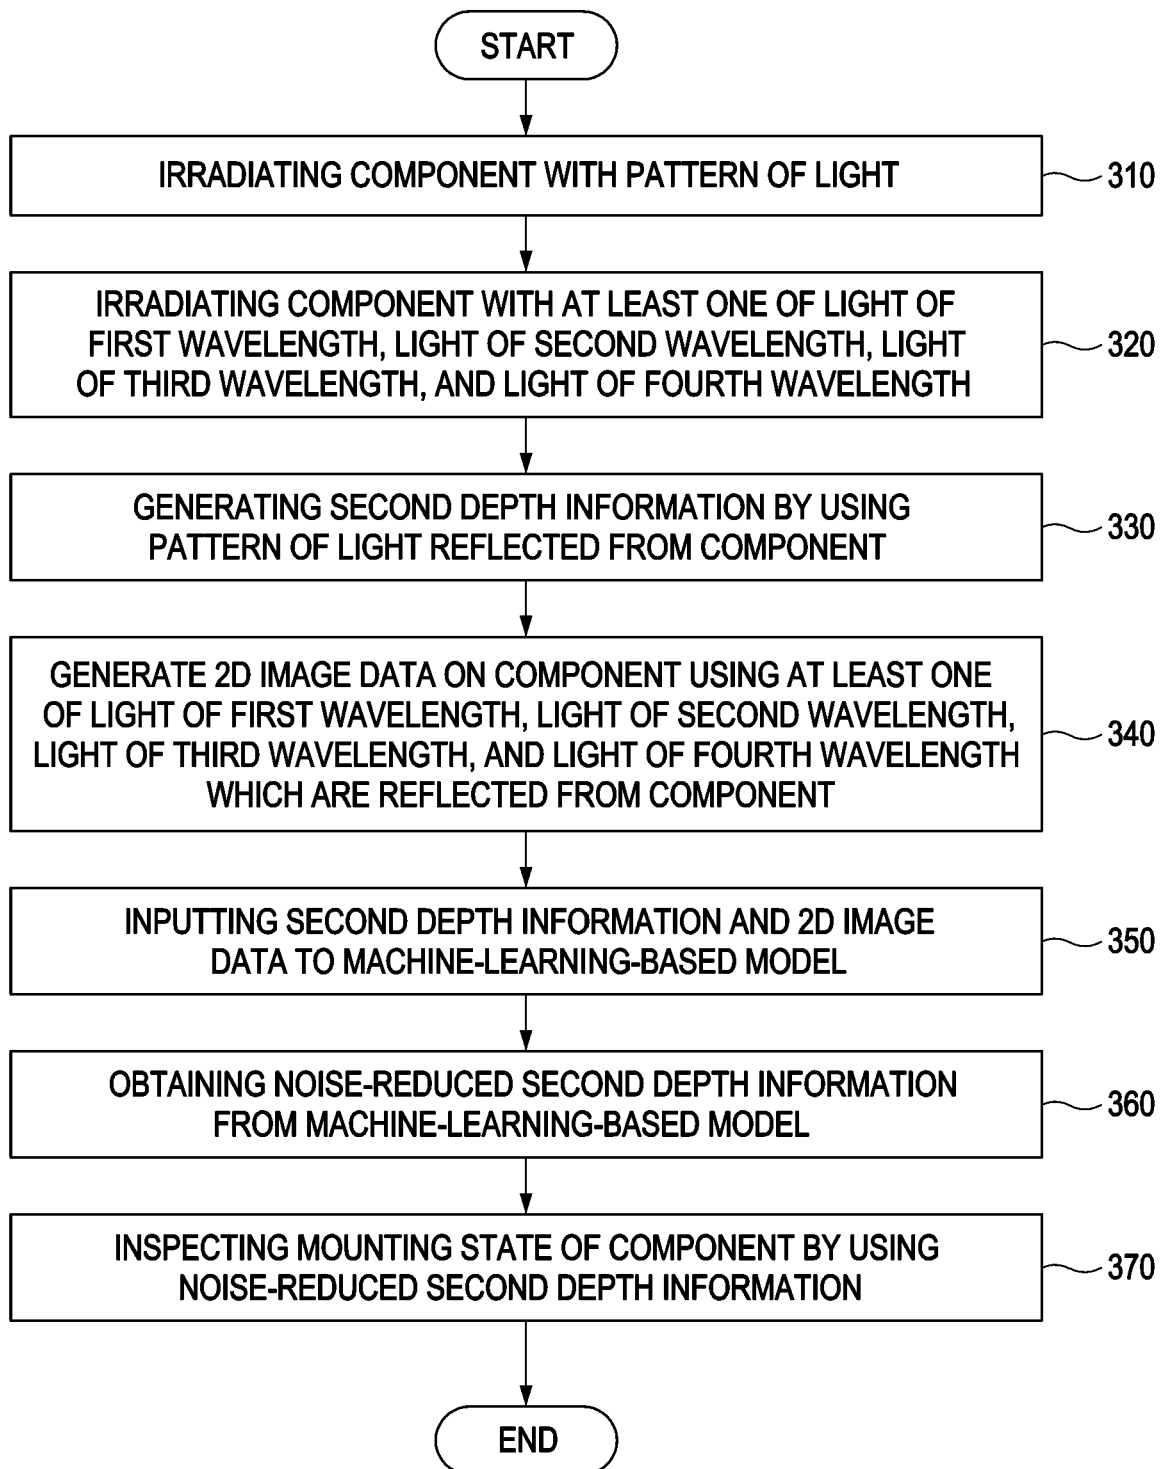 START
IRRADIATING COMPONENT WITH PATTERN OF LIGHT
310
IRRADIATING COMPONENT WITH AT LEAST ONE OF LIGHT OF
FIRST WAVELENGTH, LIGHT OF SECOND WAVELENGTH, LIGHT
OF THIRD WAVELENGTH, AND LIGHT OF FOURTH WAVELENGTH
320
GENERATING SECOND DEPTH INFORMATION BY USING
PATTERN OF LIGHT REFLECTED FROM COMPONENT
330
GENERATE 2D IMAGE DATA ON COMPONENT USING AT LEAST ONE
OF LIGHT OF FIRST WAVELENGTH, LIGHT OF SECOND WAVELENGTH,
LIGHT OF THIRD WAVELENGTH, AND LIGHT OF FOURTH WAVELENGTH
WHICH ARE REFLECTED FROM COMPONENT
340
INPUTTING SECOND DEPTH INFORMATION AND 2D IMAGE
DATA TO MACHINE-LEARNING-BASED MODEL
350
OBTAINING NOISE-REDUCED SECOND DEPTH INFORMATION
FROM MACHINE-LEARNING-BASED MODEL
360
INSPECTING MOUNTING STATE OF COMPONENT BY USING
NOISE-REDUCED SECOND DEPTH INFORMATION
370
END